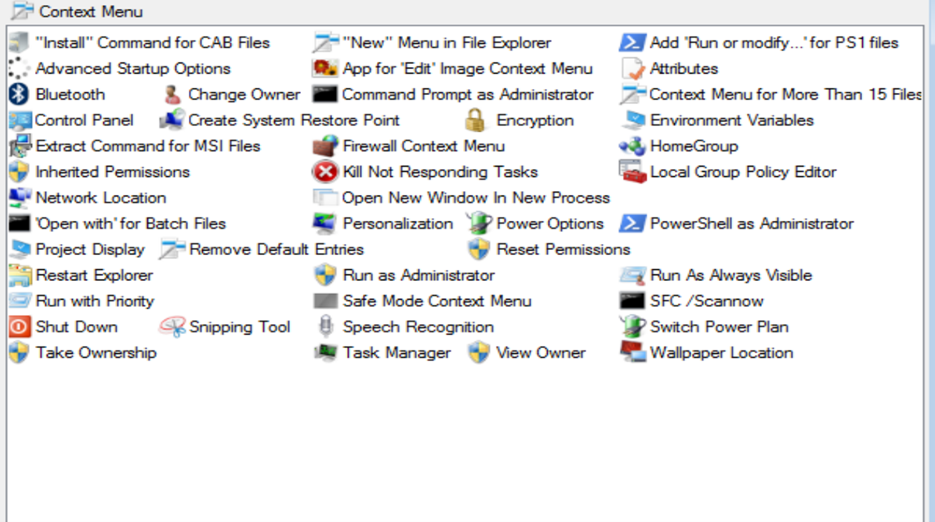 Context Menu
"Install" Command for CAB Files "New" Menu in File Explorer Add 'Run or modify...' for PS1 files
Advanced Startup Options App for 'Edit' Image Context Menu Attributes
Bluetooth Change Owner Command Prompt as Administrator Context Menu for More Than 15 Files
Control Panel Create System Restore Point Encryption Environment Variables
Extract Command for MSI Files Firewall Context Menu HomeGroup
Inherited Permissions Kill Not Responding Tasks Local Group Policy Editor
Network Location Open New Window In New Process
'Open with' for Batch Files Personalization Power Options PowerShell as Administrator
Project Display Remove Default Entries Reset Permissions
Restart Explorer Run as Administrator Run As Always Visible
Run with Priority Safe Mode Context Menu SFC /Scannow
Shut Down Snipping Tool Speech Recognition Switch Power Plan
Take Ownership Task Manager View Owner Wallpaper Location